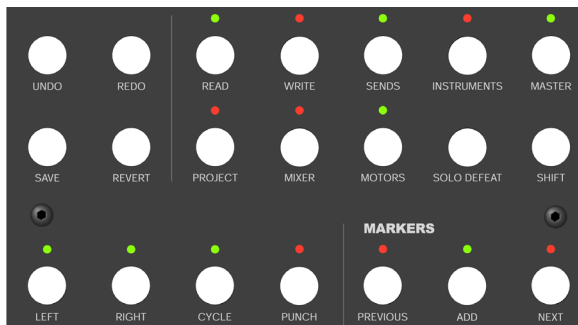 UNDO REDO READ WRITE SENDS INSTRUMENTS MASTER
SAVE REVERT PROJECT MIXER MOTORS SOLO DEFEAT SHIFT
MARKERS
LEFT RIGHT CYCLE PUNCH PREVIOUS ADD NEXT